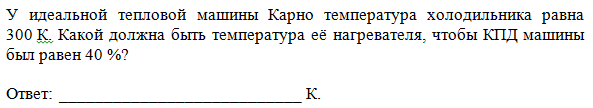 У идеальной тепловой машины Карно температура холодильника равна
300 К. Какой должна быть температура её нагревателя, чтобы КПД машины
был равен 40 %?
Ответ: ___________________________ К.